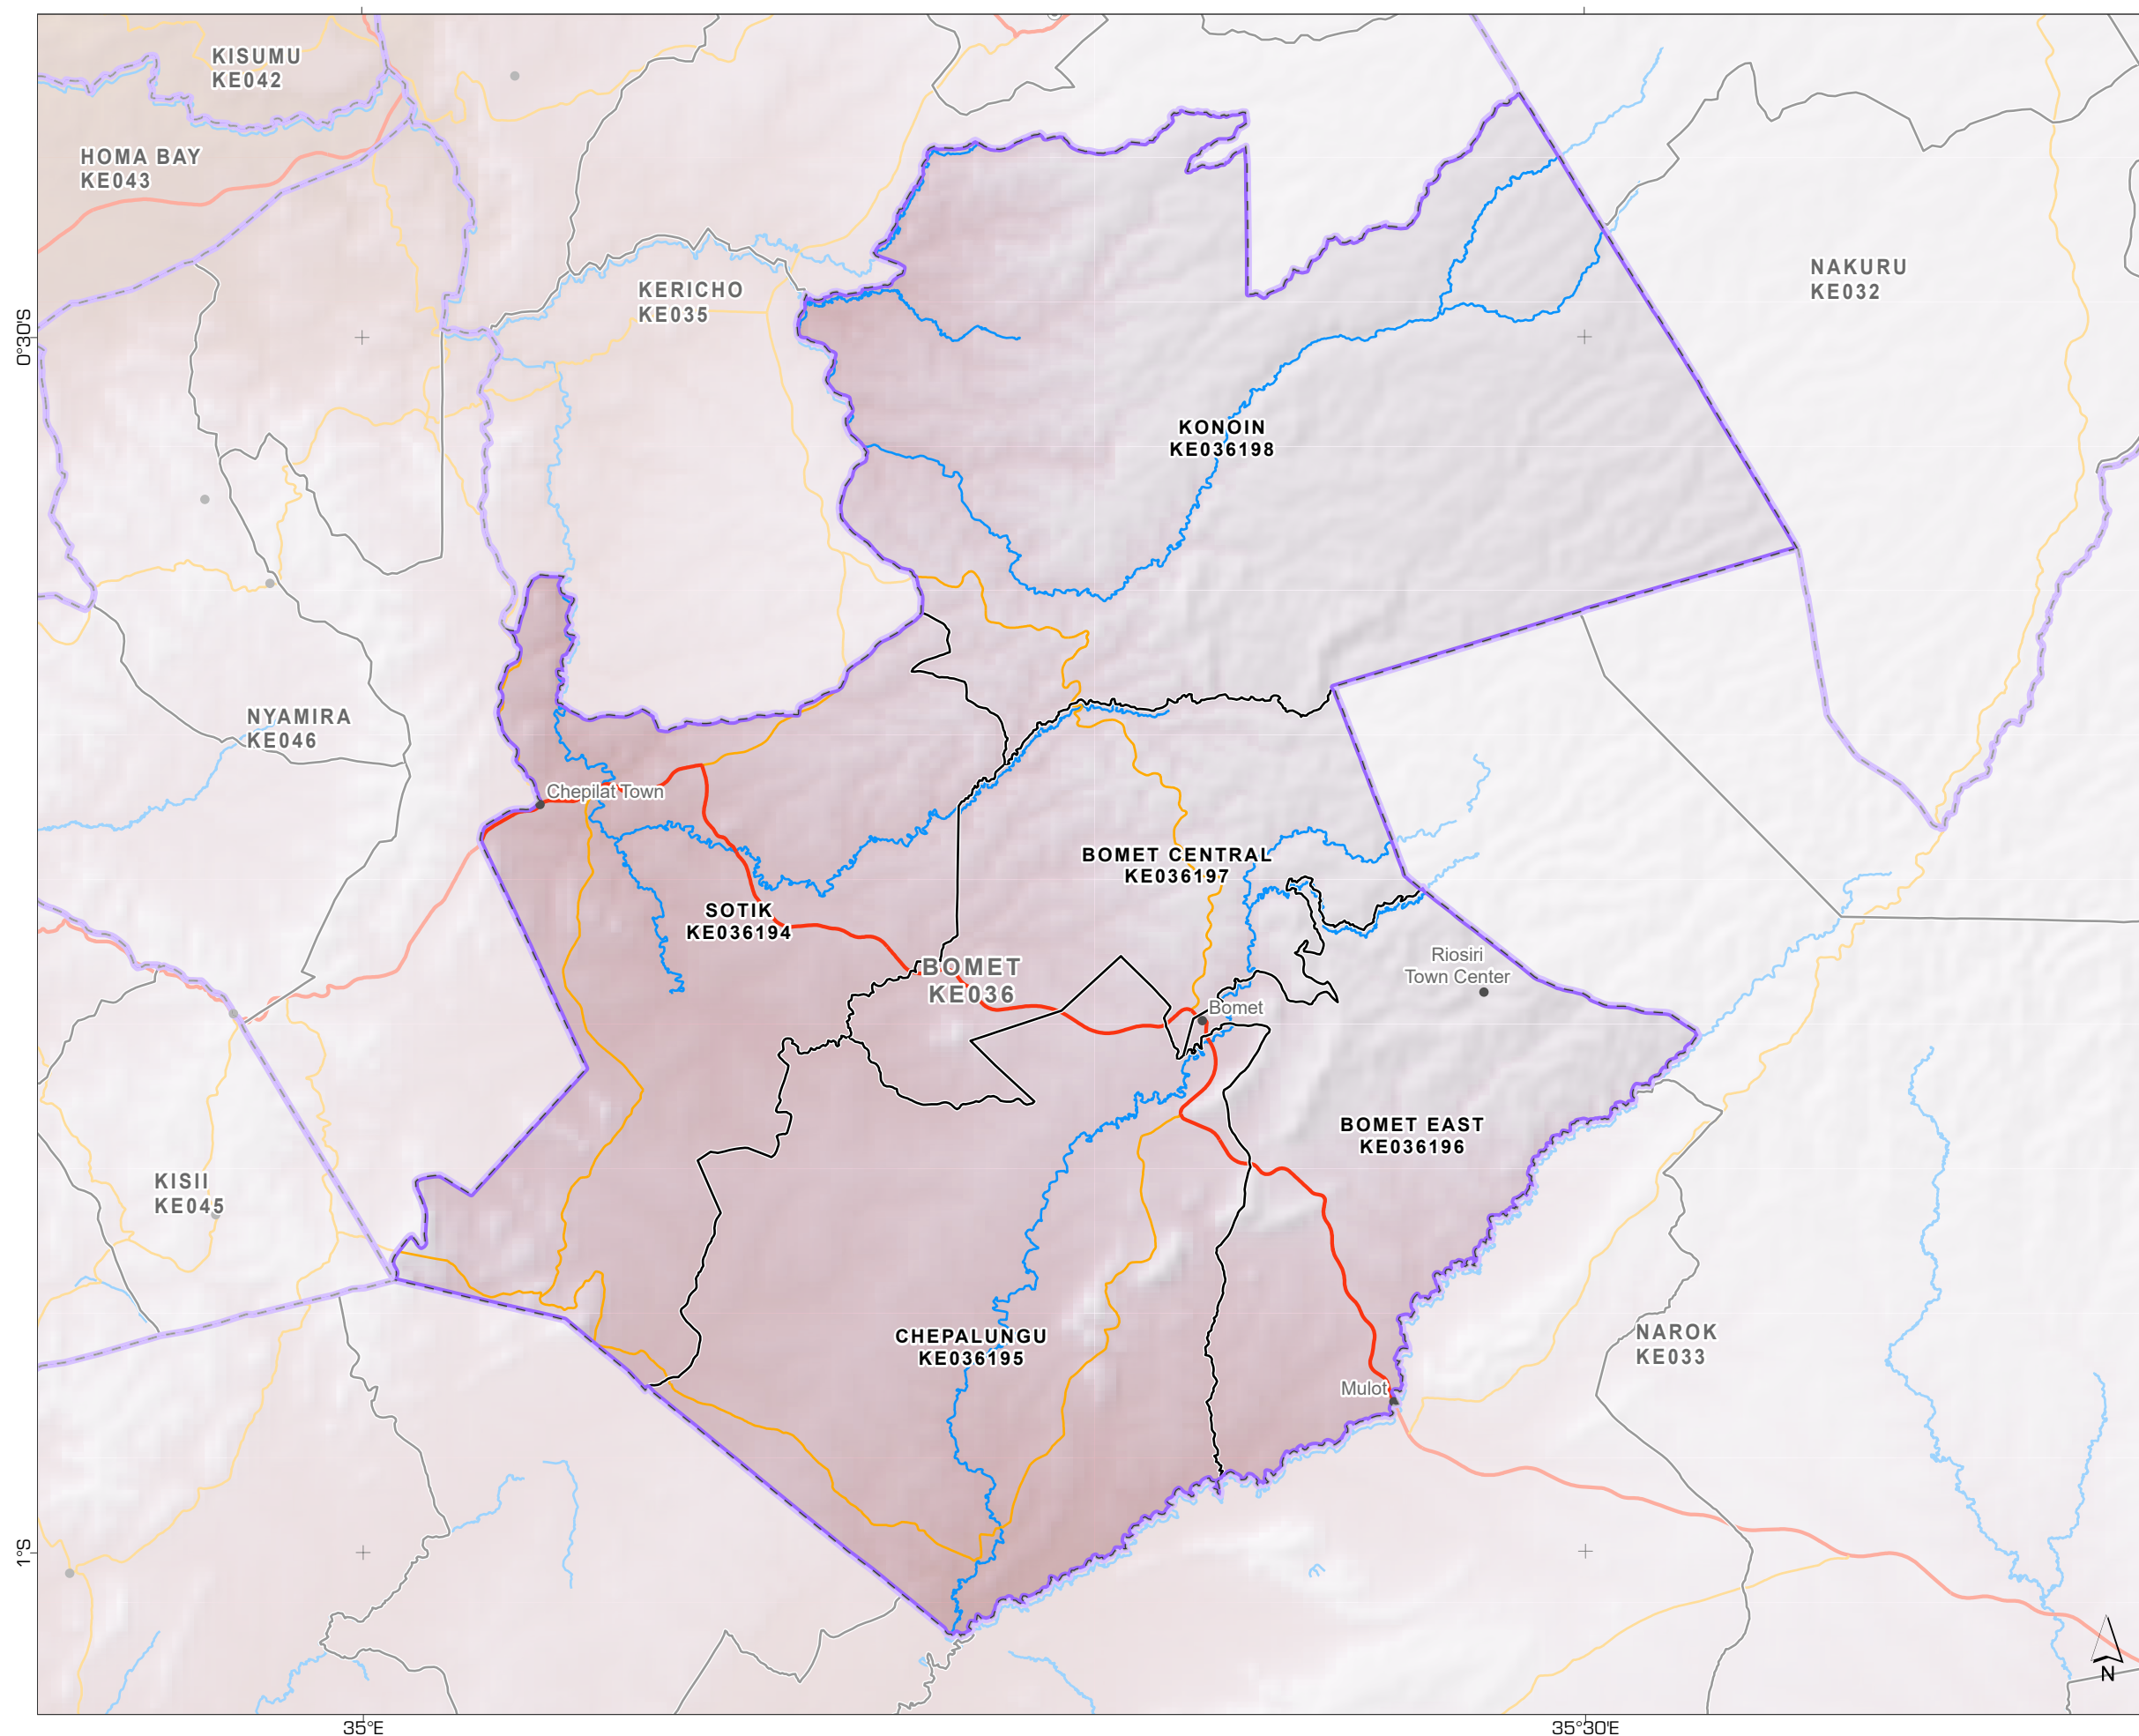 KISUMU
KE042
HOMA BAY
KE043
KERICHO
KE035
NAKURU
KE032
0°30'S
KONOIN
KE036198
NYAMIRA
KE046
Chepilat Town
BOMET CENTRAL
KE036197
SOTIK
KE036194
BOMET
KE036
Riosiri
Town Center
Bomet
BOMET EAST
KE036196
KISII
KE045
CHEPALUNGU
KE036195
NAROK
KE033
Mulot
1°S
N
35°E
35°30'E